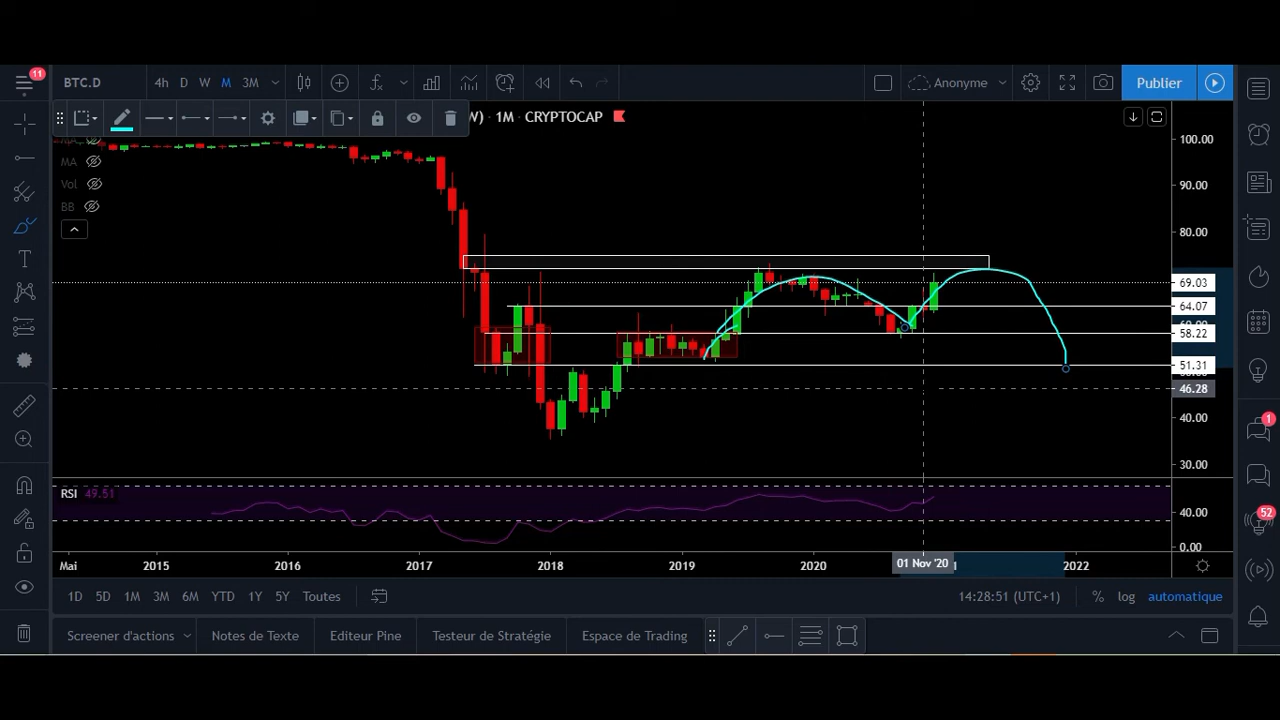 11
BTC.D 4h D W M 3M Anonyme Publier
W) · 1M · CRYPTOCAP
MA
Vol
BB
100.00
90.00
80.00
69.03
64.07
58.22
51.31
46.28
40.00
30.00
RSI 49.51
40.00
0.00
Mai 2015 2016 2017 2018 2019 2020 01 Nov '20 1 2022
1D 5D 1M 3M 6M YTD 1Y 5Y Toutes 14:28:51 (UTC+1) % log automatique
Screener d'actions Notes de Texte Editeur Pine Testeur de Stratégie Espace de Trading
1
52